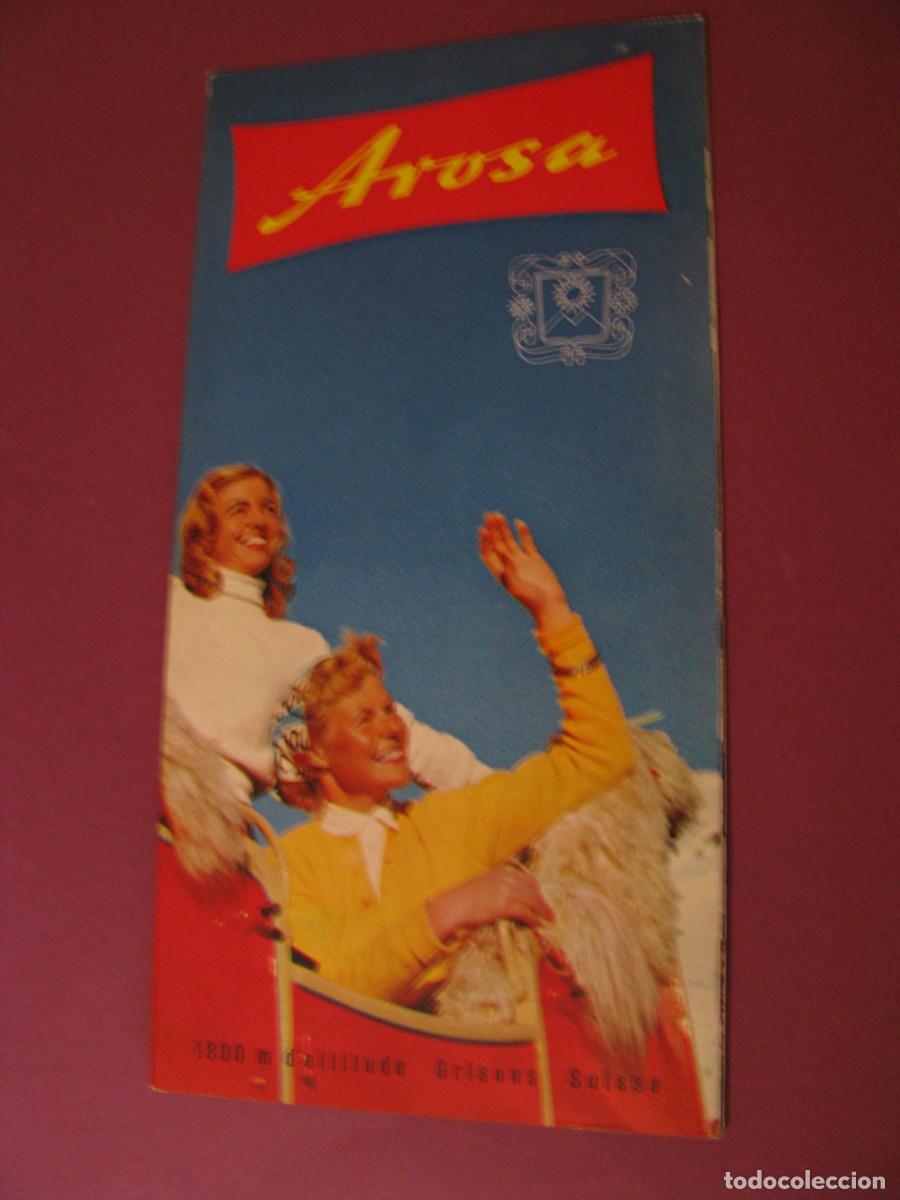 Arosa
1800 m d'altitude Grisons Suisse
todocoleccion